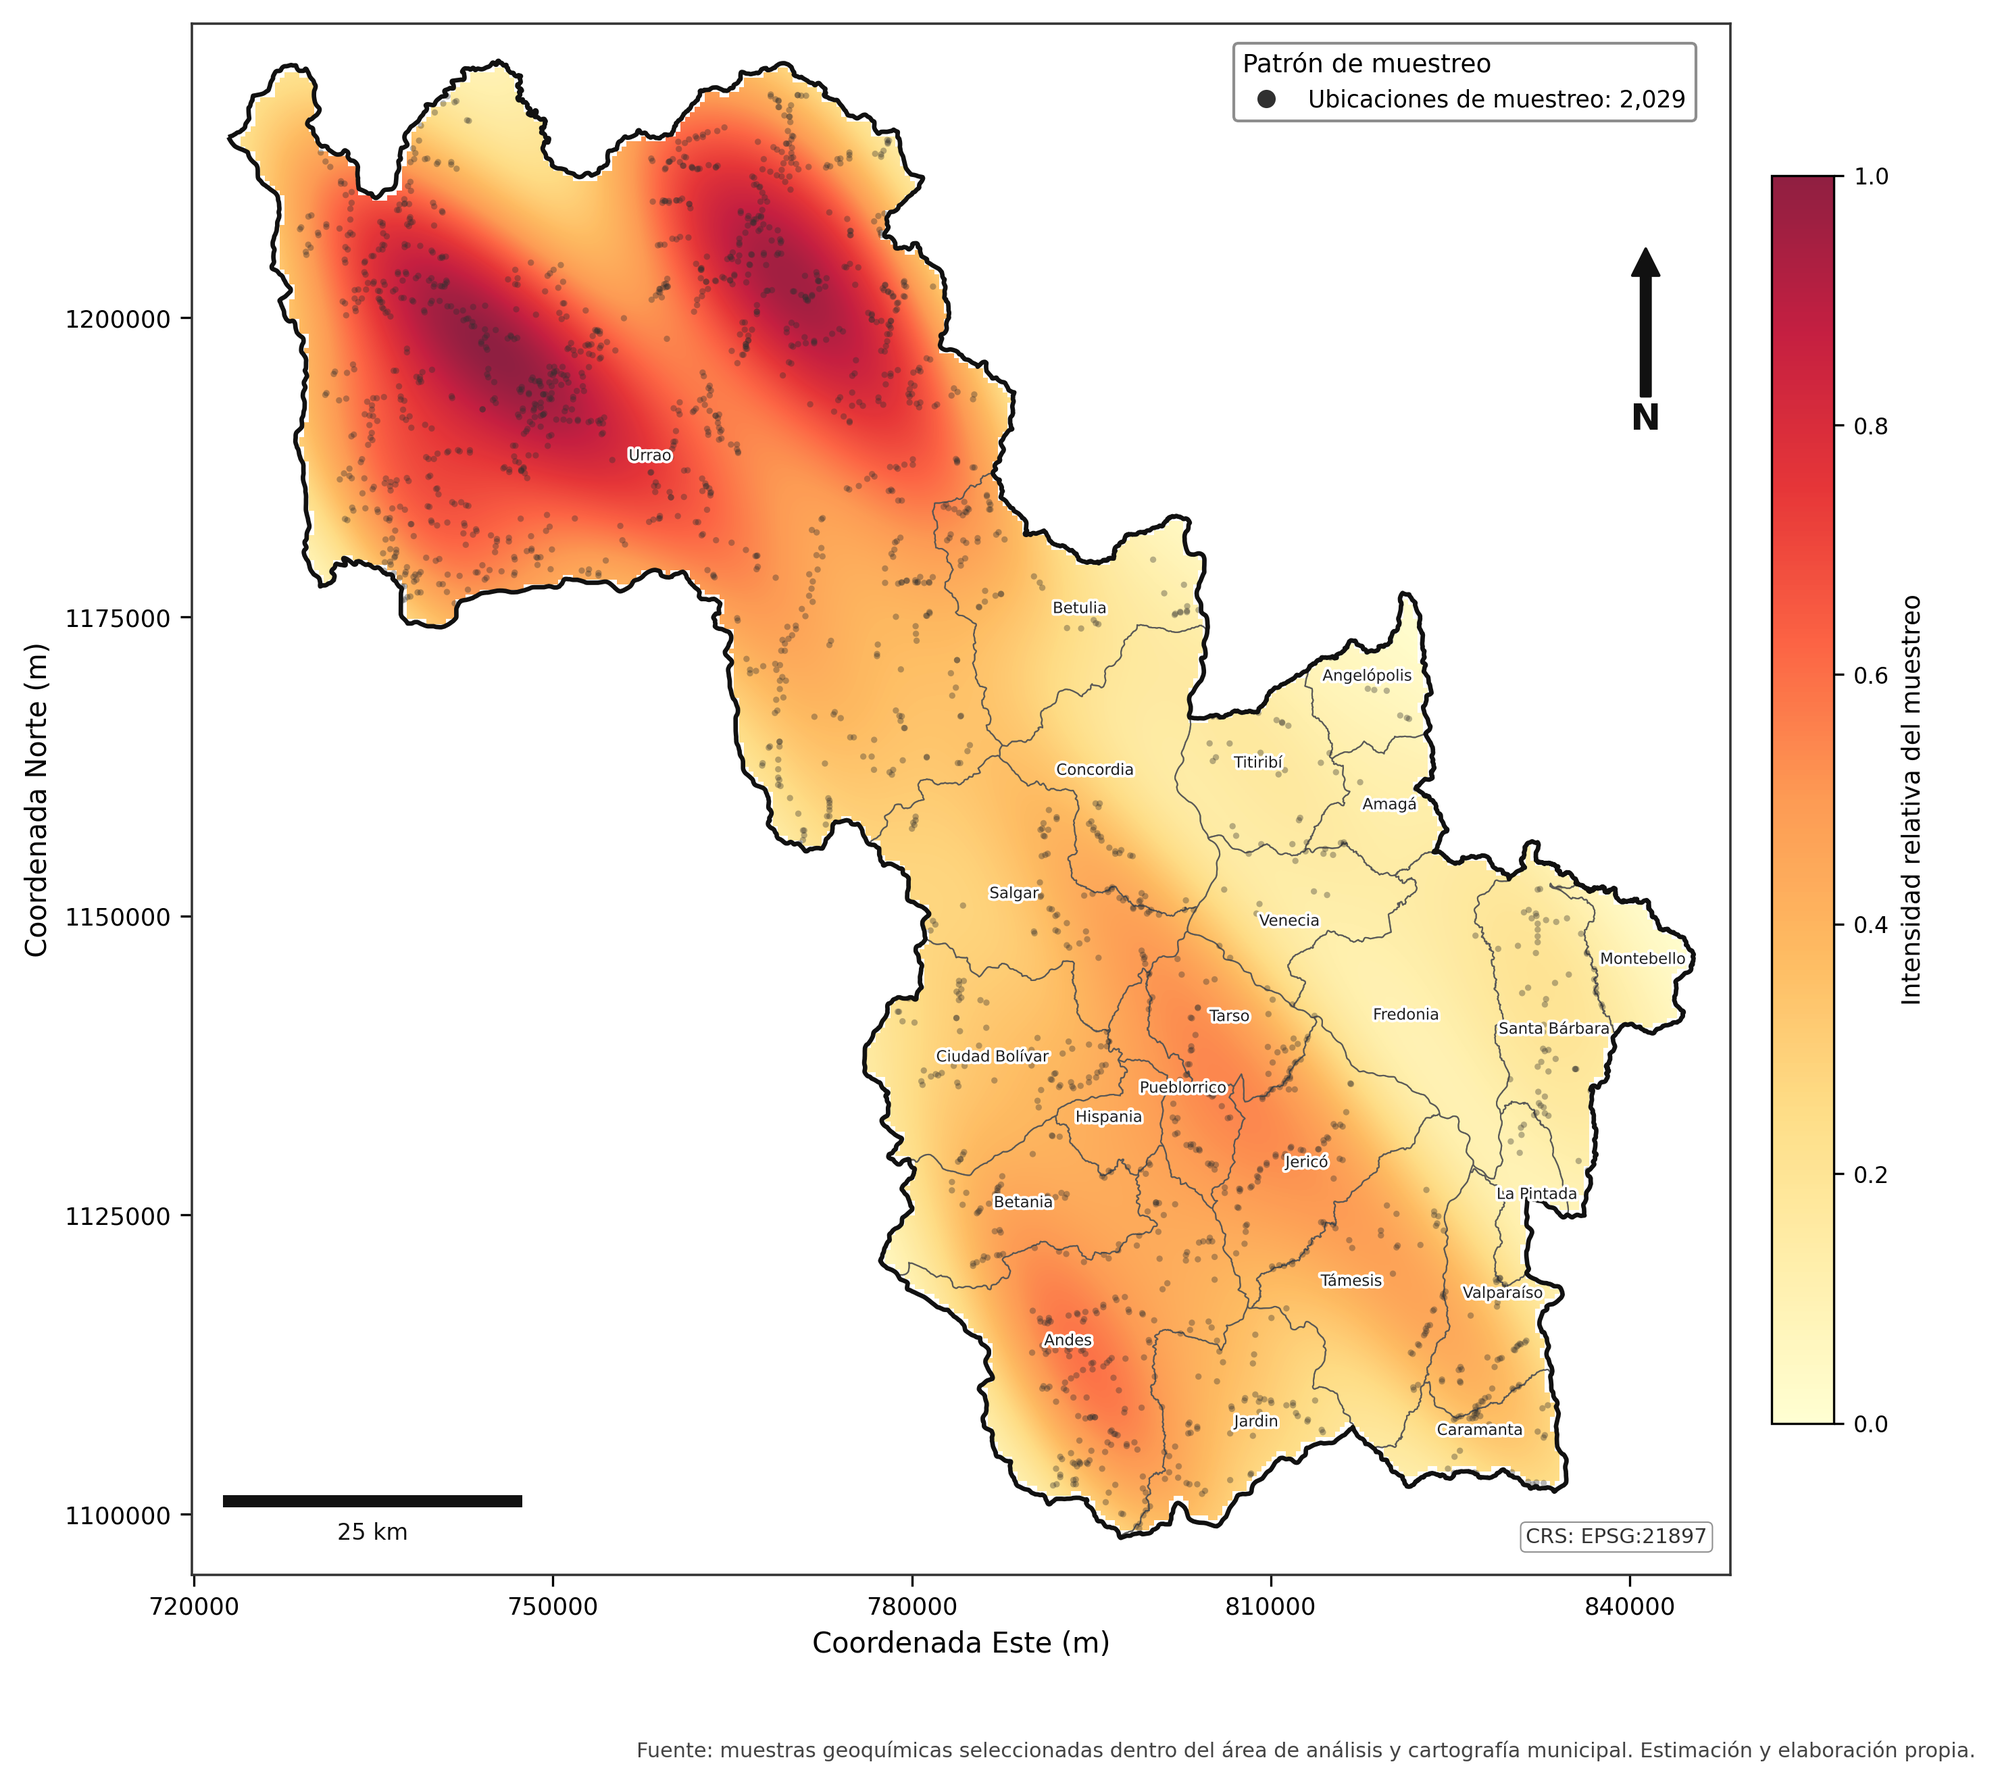 Patrón de muestreo
Ubicaciones de muestreo: 2,029
1.0
0.8
0.6
0.4
0.2
0.0
Intensidad relativa del muestreo
N
1200000
1175000
1150000
1125000
1100000
Coordenada Norte (m)
Urrao
Betulia
Angelópolis
Titiribí
Concordia
Amagá
Salgar
Venecia
Montebello
Tarso
Fredonia
Santa Bárbara
Ciudad Bolívar
Pueblorrico
Hispania
Jericó
Betania
La Pintada
Támesis
Valparaíso
Andes
Jardin
Caramanta
25 km
CRS: EPSG:21897
720000
750000
780000
810000
840000
Coordenada Este (m)
Fuente: muestras geoquímicas seleccionadas dentro del área de análisis y cartografía municipal. Estimación y elaboración propia.